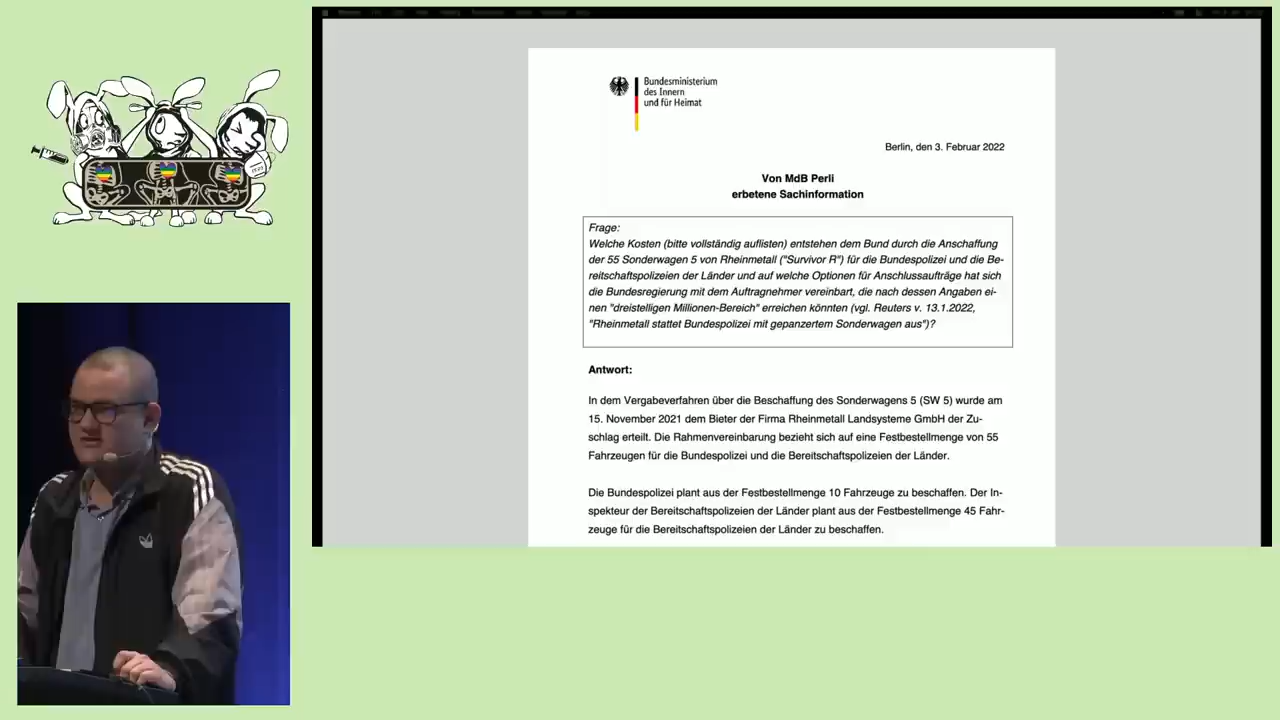 Bundesministerium
des Innern
und für Heimat
Berlin, den 3. Februar 2022
Von MdB Perli
erbetene Sachinformation
Frage:
Welche Kosten (bitte vollständig auflisten) entstehen dem Bund durch die Anschaffung
der 55 Sonderwagen 5 von Rheinmetall ("Survivor R") für die Bundespolizei und die Be-
reitschaftspolizeien der Länder und auf welche Optionen für Anschlussaufträge hat sich
die Bundesregierung mit dem Auftragnehmer vereinbart, die nach dessen Angaben ei-
nen "dreistelligen Millionen-Bereich" erreichen könnten (vgl. Reuters v. 13.1.2022,
"Rheinmetall stattet Bundespolizei mit gepanzertem Sonderwagen aus")?
Antwort:
In dem Vergabeverfahren über die Beschaffung des Sonderwagens 5 (SW 5) wurde am
15. November 2021 dem Bieter der Firma Rheinmetall Landsysteme GmbH der Zu-
schlag erteilt. Die Rahmenvereinbarung bezieht sich auf eine Festbestellmenge von 55
Fahrzeugen für die Bundespolizei und die Bereitschaftspolizeien der Länder.
Die Bundespolizei plant aus der Festbestellmenge 10 Fahrzeuge zu beschaffen. Der In-
spekteur der Bereitschaftspolizeien der Länder plant aus der Festbestellmenge 45 Fahr-
zeuge für die Bereitschaftspolizeien der Länder zu beschaffen.